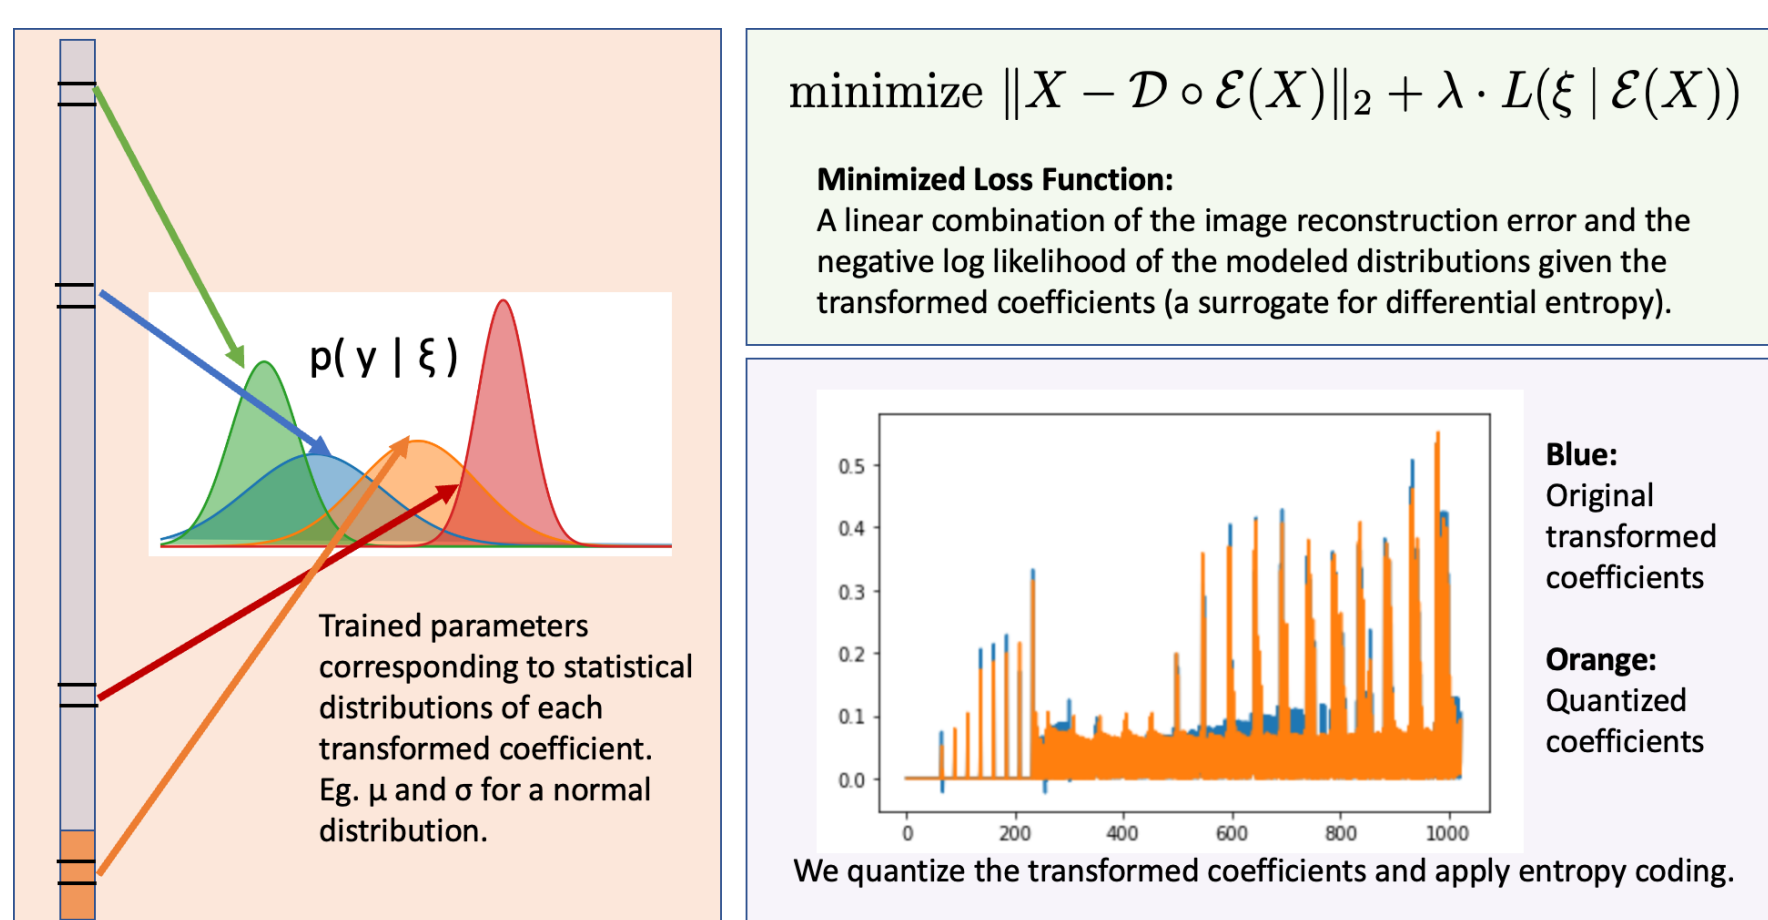 p( y | ξ )
Trained parameters
corresponding to statistical
distributions of each
transformed coefficient.
Eg. μ and σ for a normal
distribution.
minimize ‖X − 𝒟 ∘ ℰ(X)‖₂ + λ · L(ξ | ℰ(X))
Minimized Loss Function:
A linear combination of the image reconstruction error and the
negative log likelihood of the modeled distributions given the
transformed coefficients (a surrogate for differential entropy).
0.5
0.4
0.3
0.2
0.1
0.0
0 200 400 600 800 1000
Blue:
Original
transformed
coefficients
Orange:
Quantized
coefficients
We quantize the transformed coefficients and apply entropy coding.